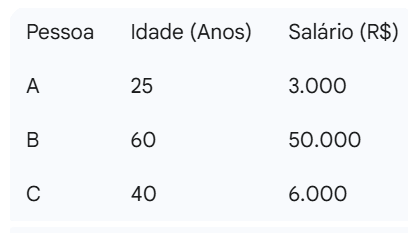 Pessoa Idade (Anos) Salário (R$)
A 25 3.000
B 60 50.000
C 40 6.000